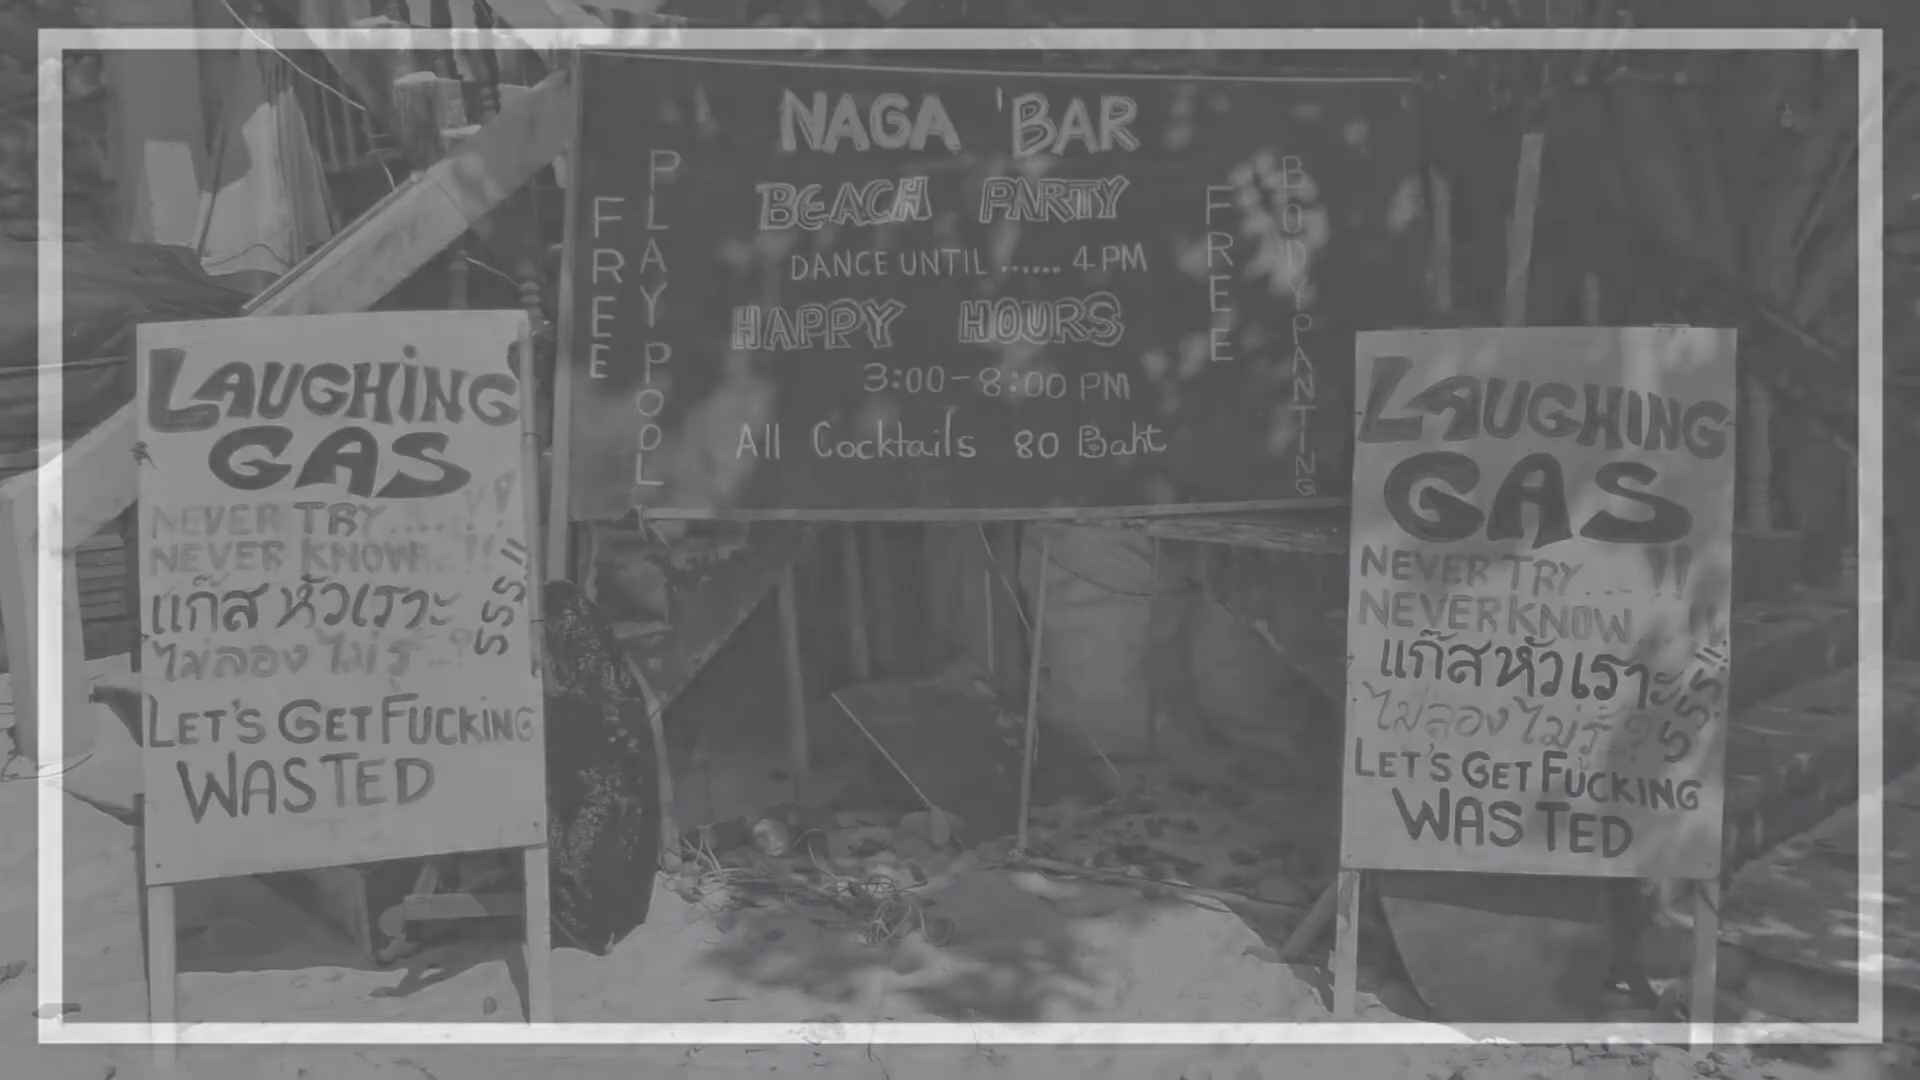 NAGA 'BAR
BEACH PARTY
DANCE UNTIL ...... 4 PM
HAPPY HOURS
3:00-8:00 PM
All Cocktails 80 Baht
FREE
PLAY POOL
FREE
BODY PANTING
LAUGHING
GAS
NEVER TRY .... !!
NEVER KNOW..!!
แก๊สหัวเราะ
ไม่ลอง ไม่รู้..?
555!!
LET'S GET FUCKING
WASTED
LAUGHING
GAS
NEVER TRY ... !!
NEVER KNOW
แก๊สหัวเราะ
ไม่ลองไม่รู้..?
555!!
LET'S GET FUCKING
WASTED